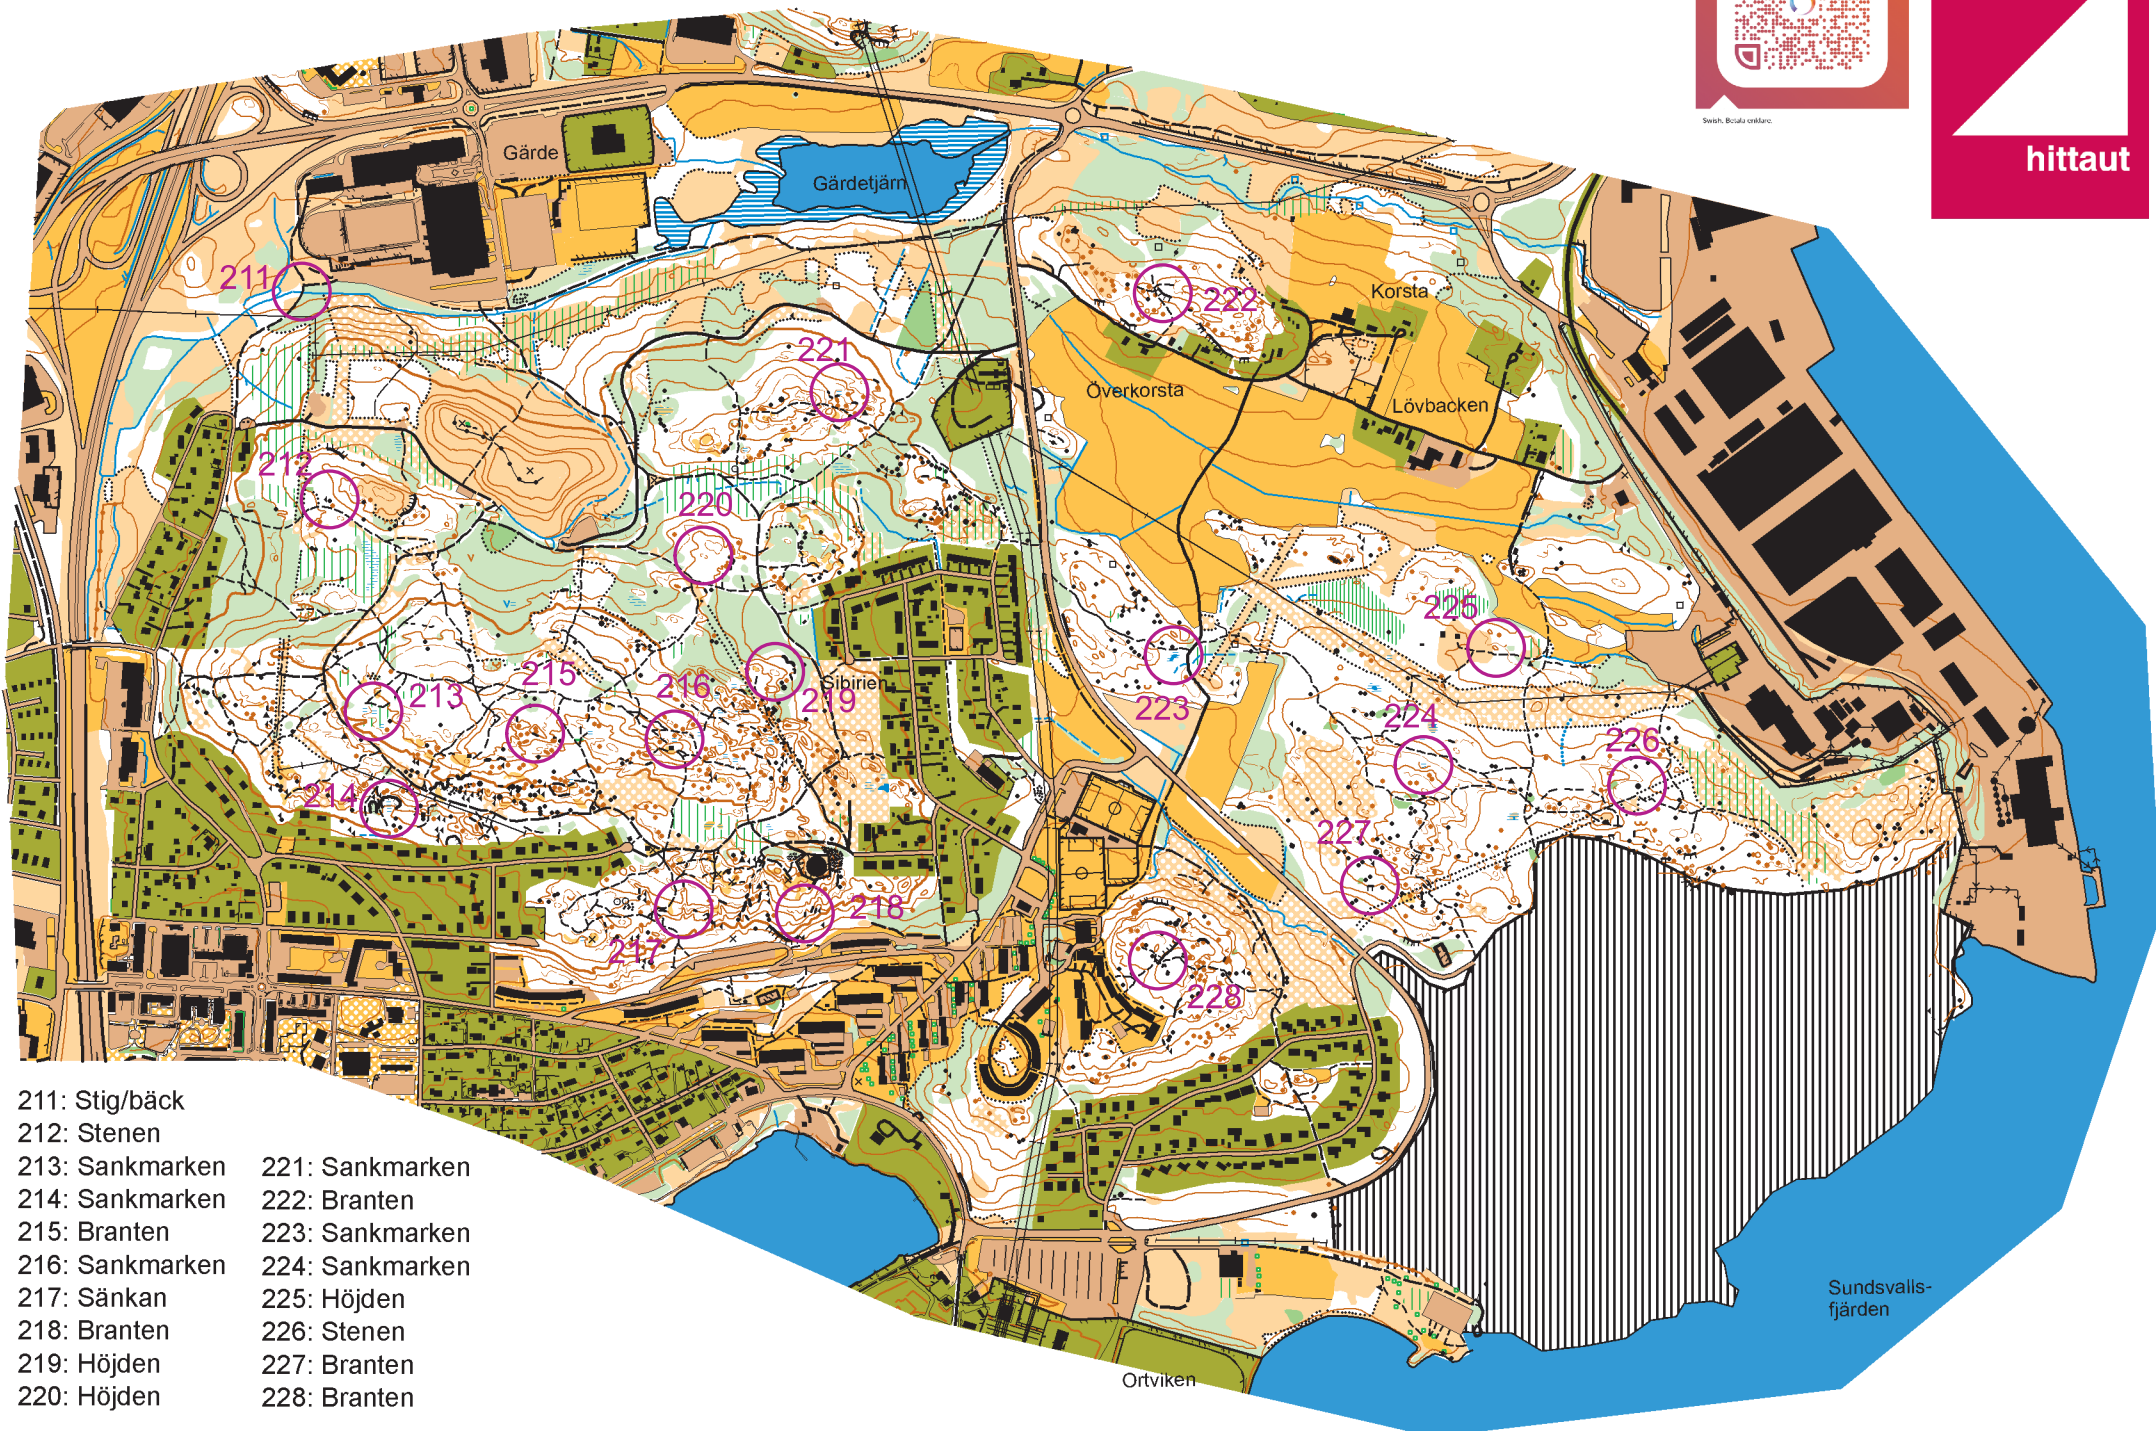 Swish. Betala enklare.
hittaut
Gärde
Gärdetjärn
211
222
Korsta
221
Överkorsta
Lövbacken
212
220
225
215
213
216
Sibirien
219
223
224
226
214
227
218
217
228
211: Stig/bäck
212: Stenen
213: Sankmarken
214: Sankmarken
215: Branten
216: Sankmarken
217: Sänkan
218: Branten
219: Höjden
220: Höjden
221: Sankmarken
222: Branten
223: Sankmarken
224: Sankmarken
225: Höjden
226: Stenen
227: Branten
228: Branten
Sundsvalls-
fjärden
Ortviken